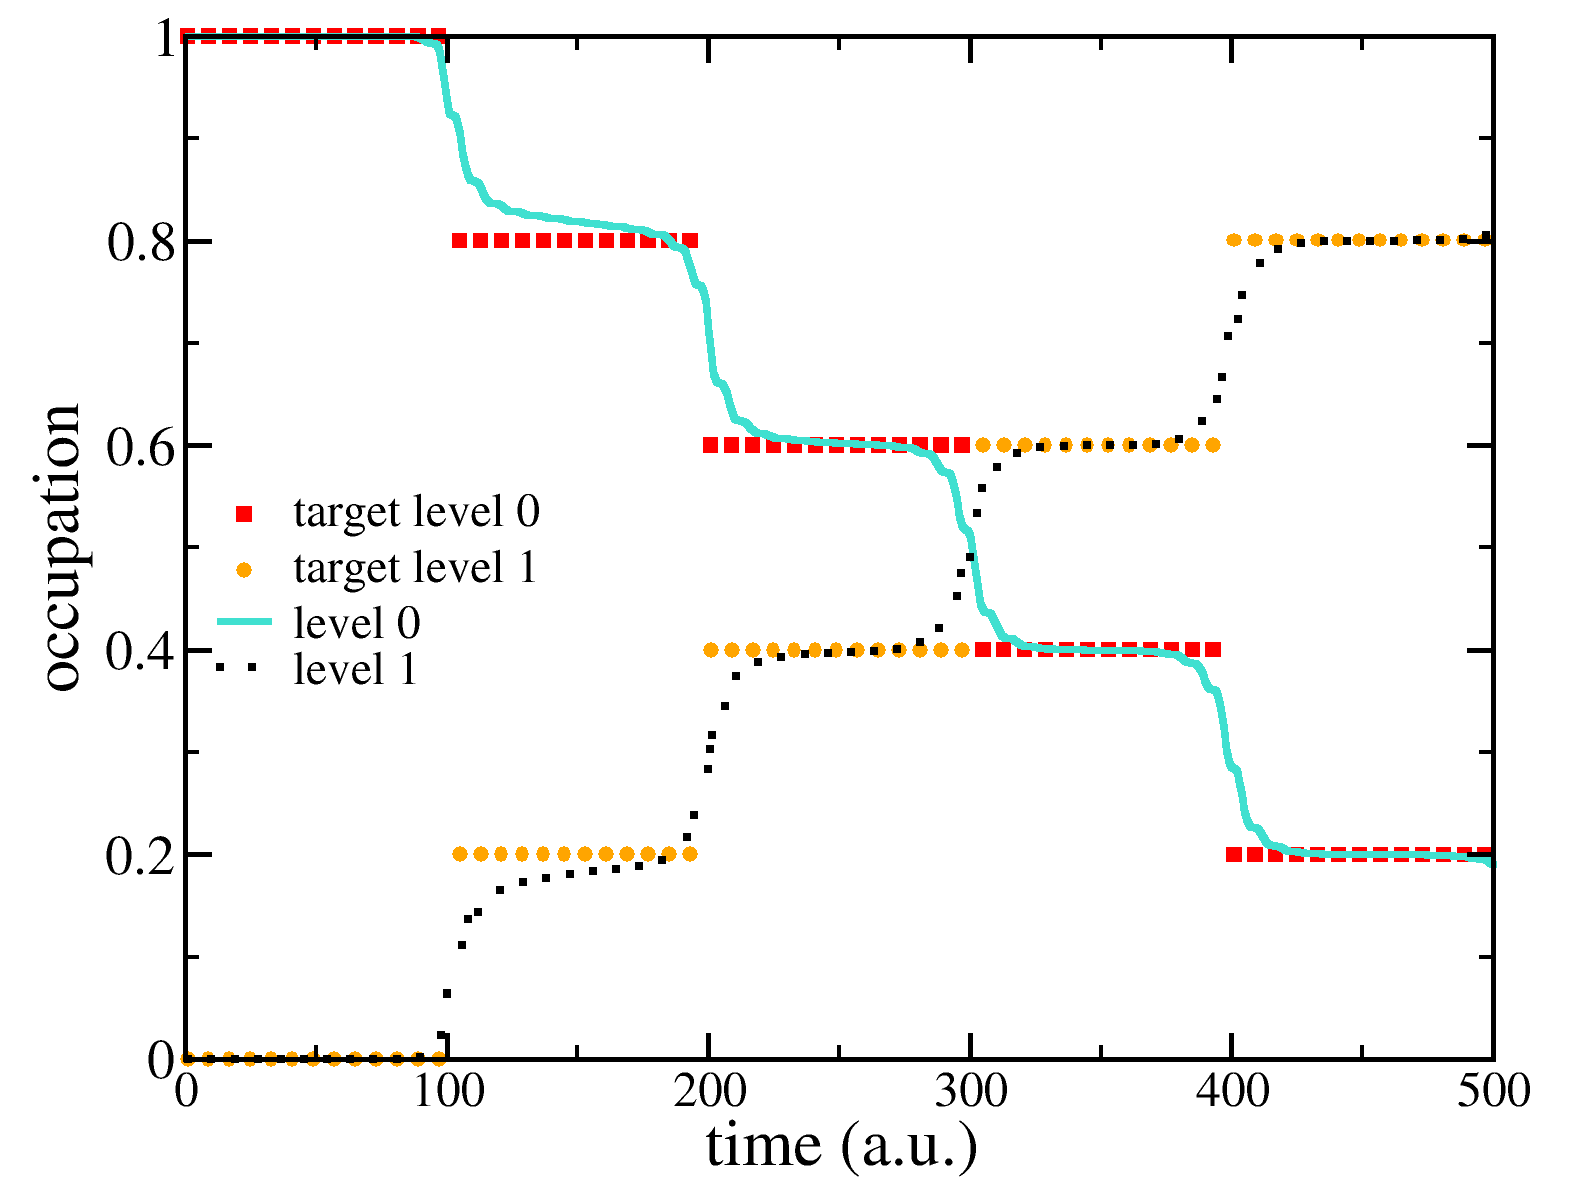 1
0.8
0.6
0.4
0.2
0
occupation
target level 0
target level 1
level 0
level 1
0 100 200 300 400 500
time (a.u.)